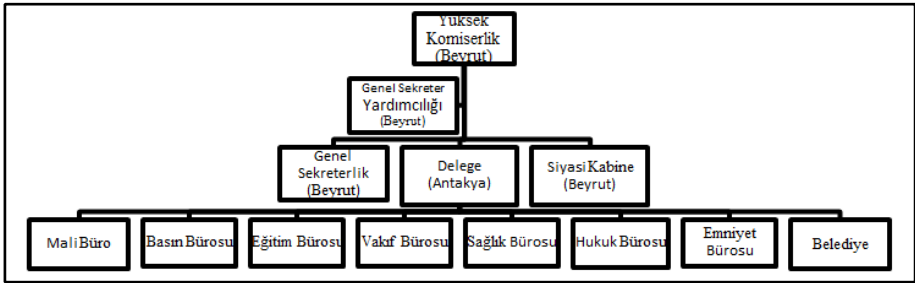 Yüksek
Komiserlik
(Beyrut)
Genel Sekreter
Yardımcılığı
(Beyrut)
Genel
Sekreterlik
(Beyrut)
Delege
(Antakya)
Siyasi Kabine
(Beyrut)
Mali Büro
Basın Bürosu
Eğitim Bürosu
Vakıf Bürosu
Sağlık Bürosu
Hukuk Bürosu
Emniyet
Bürosu
Belediye